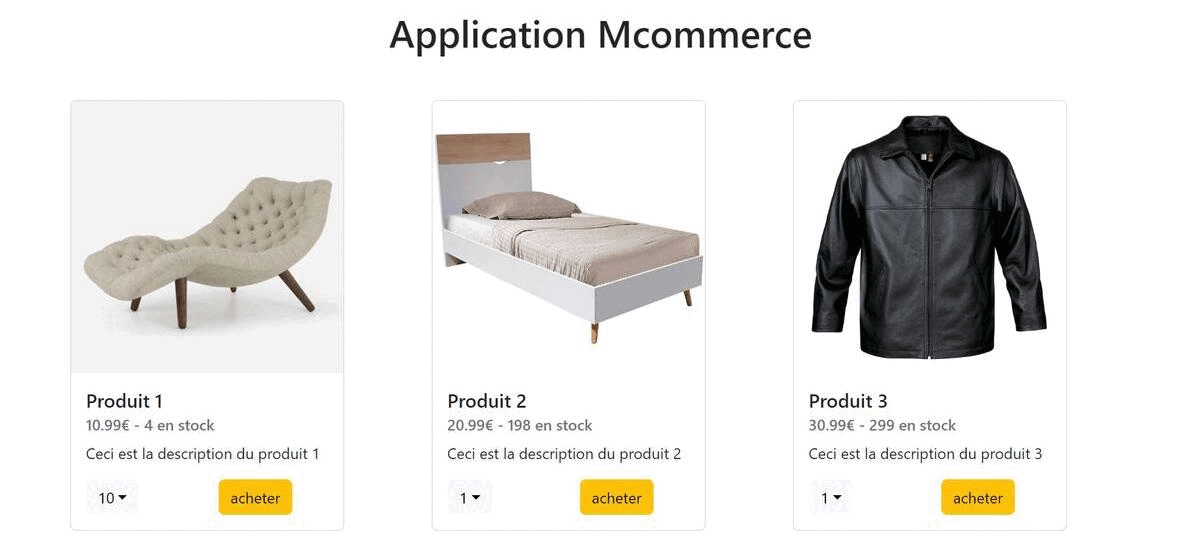 Application Mcommerce
Produit 1
10.99€ - 4 en stock
Ceci est la description du produit 1
10
acheter
Produit 2
20.99€ - 198 en stock
Ceci est la description du produit 2
1
acheter
Produit 3
30.99€ - 299 en stock
Ceci est la description du produit 3
1
acheter